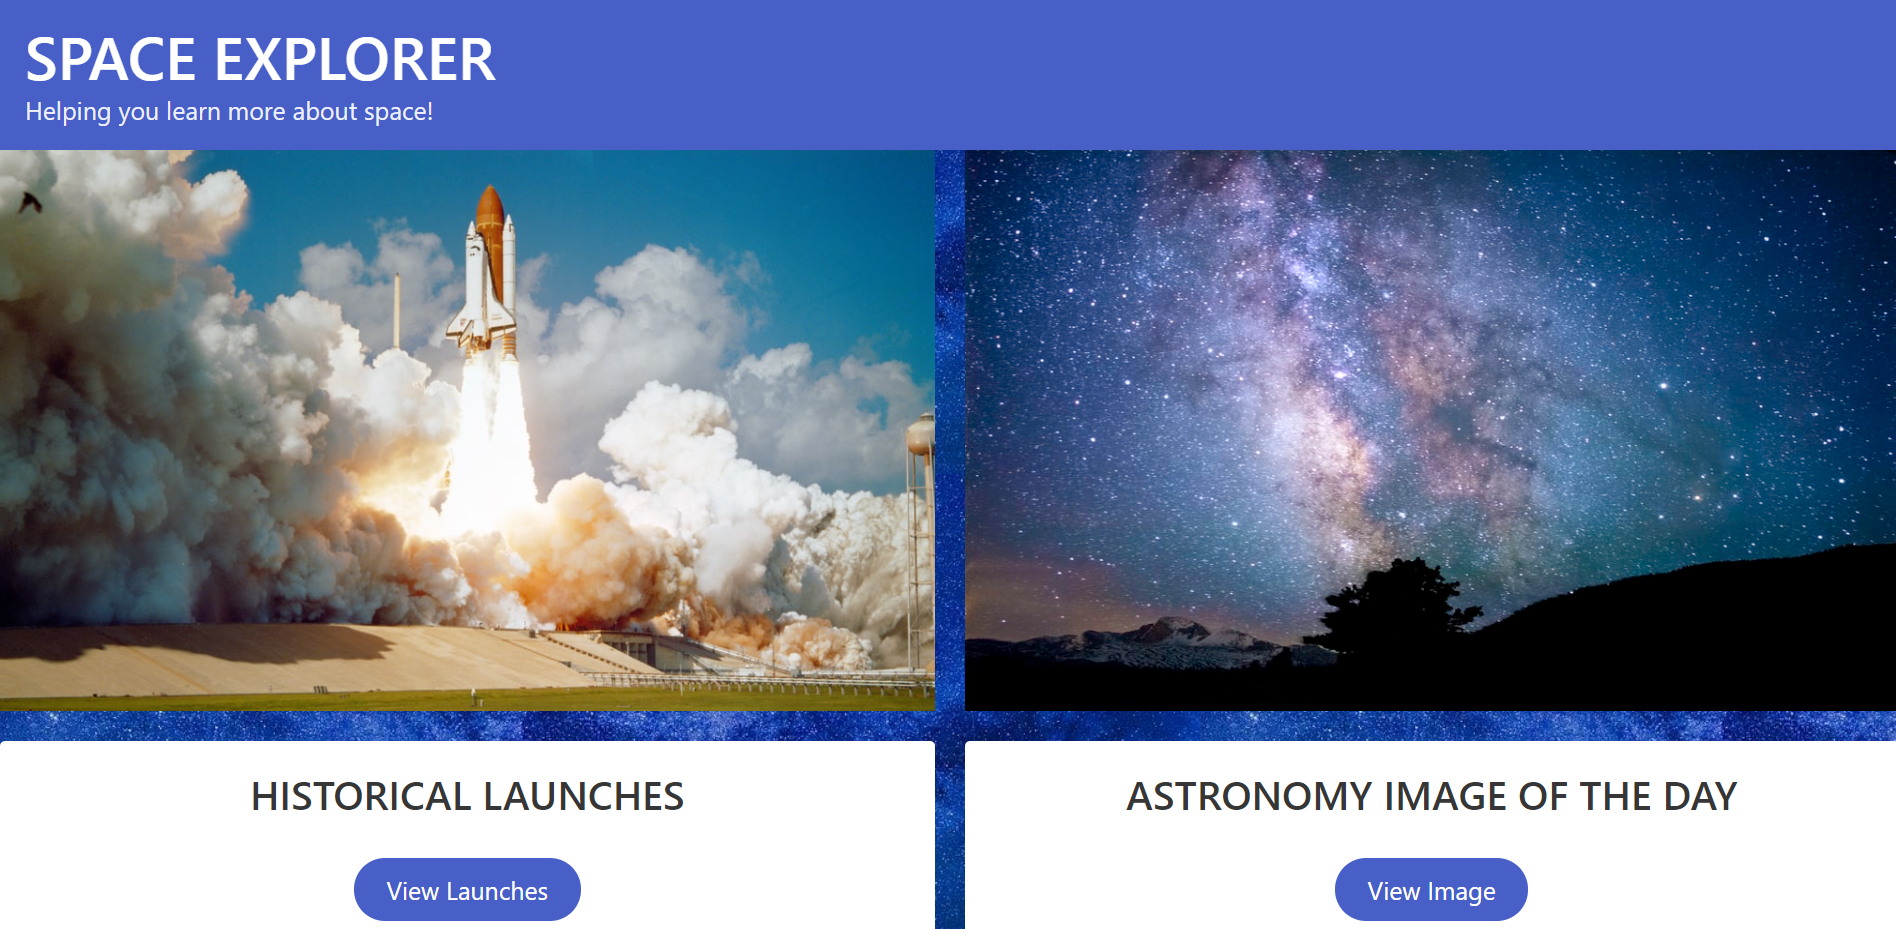 SPACE EXPLORER
Helping you learn more about space!
HISTORICAL LAUNCHES
View Launches
ASTRONOMY IMAGE OF THE DAY
View Image